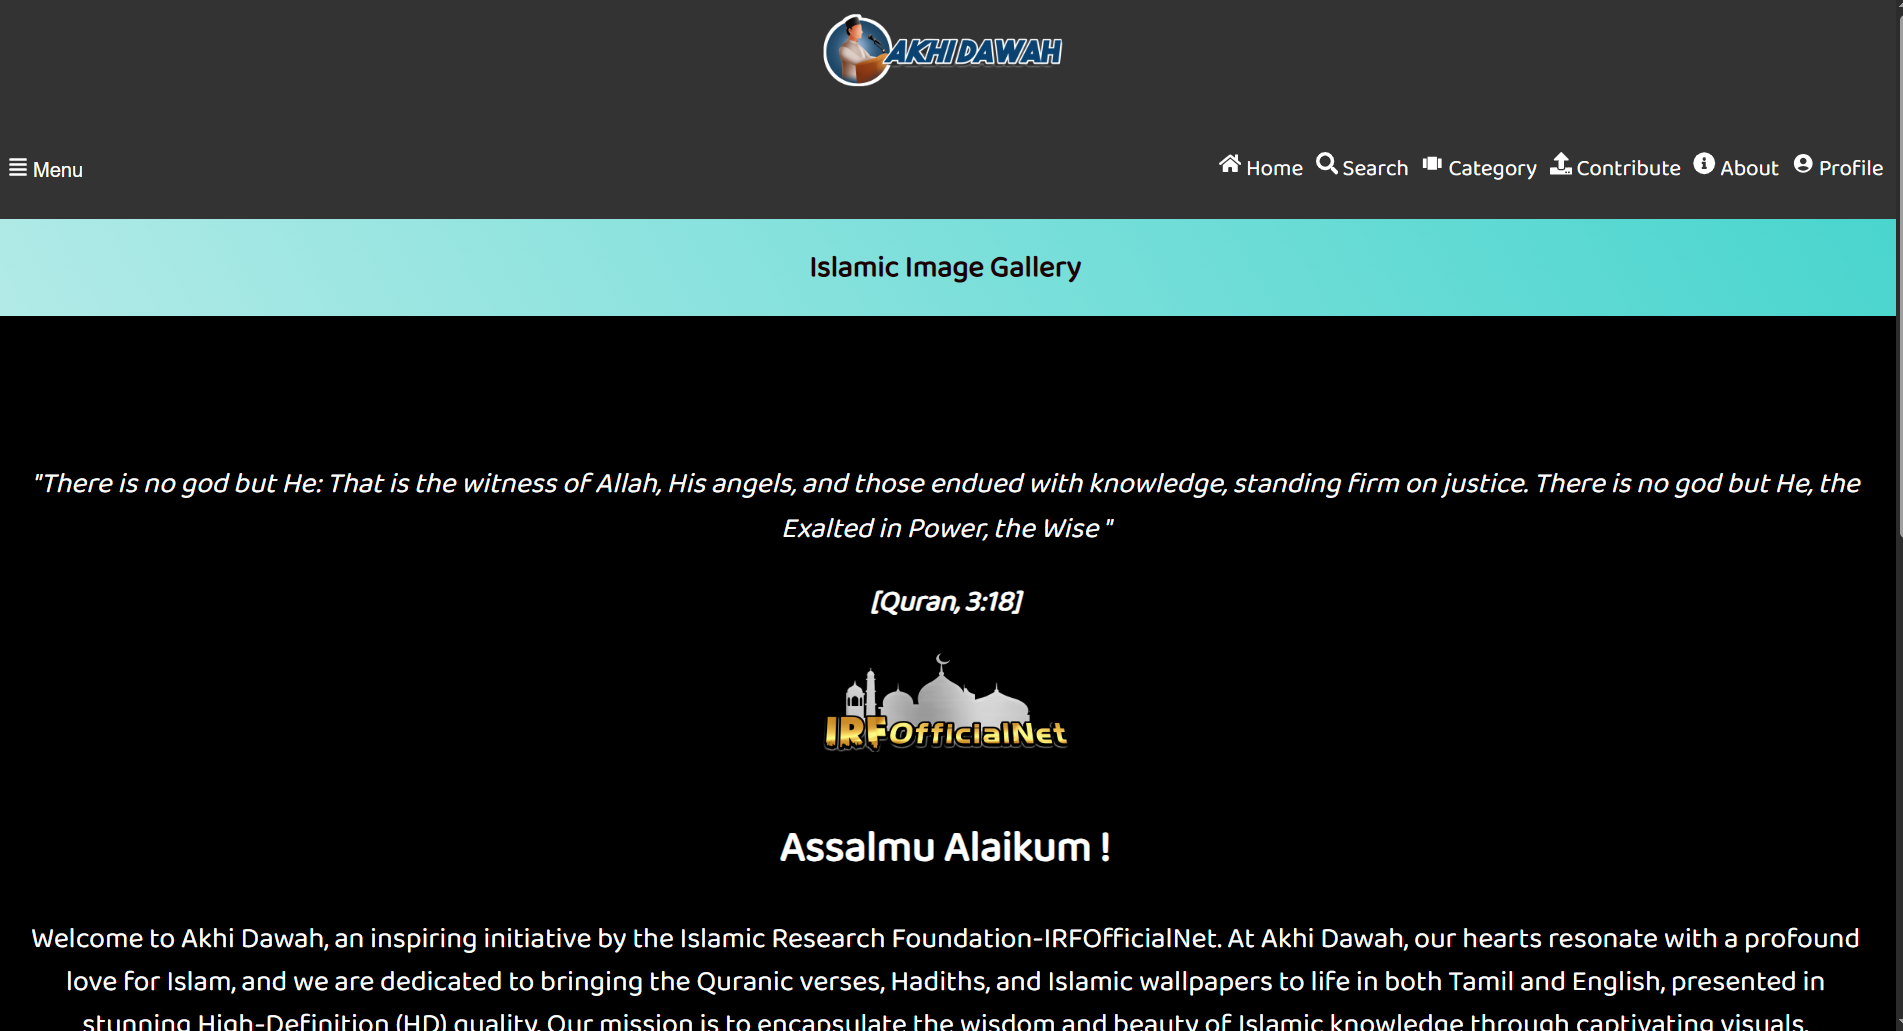 AKHI DAWAH
Menu
Home Search Category Contribute About Profile
Islamic Image Gallery
"There is no god but He: That is the witness of Allah, His angels, and those endued with knowledge, standing firm on justice. There is no god but He, the
Exalted in Power, the Wise "
[Quran, 3:18]
IRFOfficialNet
Assalmu Alaikum !
Welcome to Akhi Dawah, an inspiring initiative by the Islamic Research Foundation-IRFOfficialNet. At Akhi Dawah, our hearts resonate with a profound
love for Islam, and we are dedicated to bringing the Quranic verses, Hadiths, and Islamic wallpapers to life in both Tamil and English, presented in
stunning High-Definition (HD) quality. Our mission is to encapsulate the wisdom and beauty of Islamic knowledge through captivating visuals.